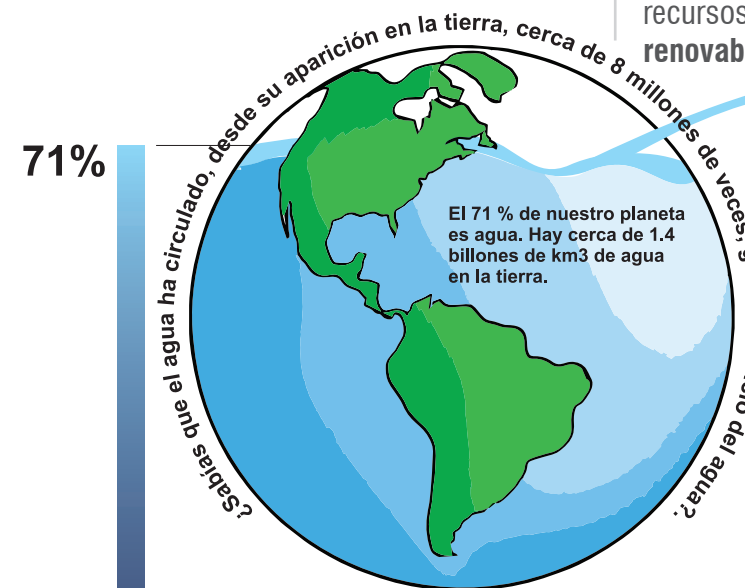 recursos
71%
¿Sabías que el agua ha circulado, desde su aparición en la tierra, cerca de 8 millones de veces,
del agua?.
El 71 % de nuestro planeta
es agua. Hay cerca de 1.4
billones de km3 de agua
en la tierra.